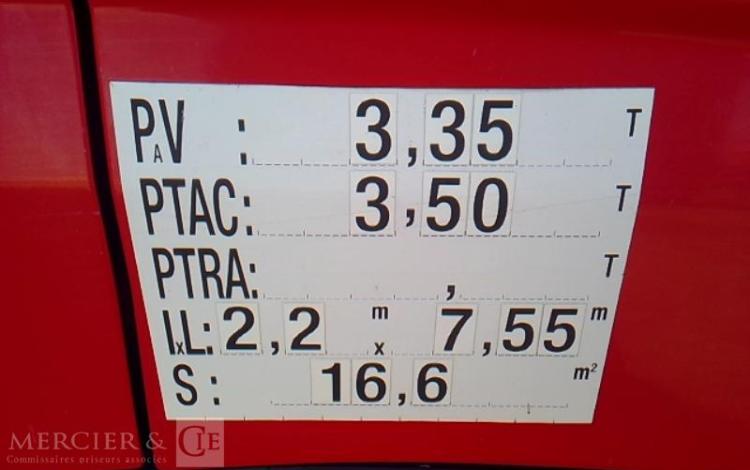 PAV : 3,35 T
PTAC: 3,50 T
PTRA: , T
lxL: 2,2 m x 7,55 m
S: 16,6 m²
MERCIER & CIE
Commissaires priseurs associés